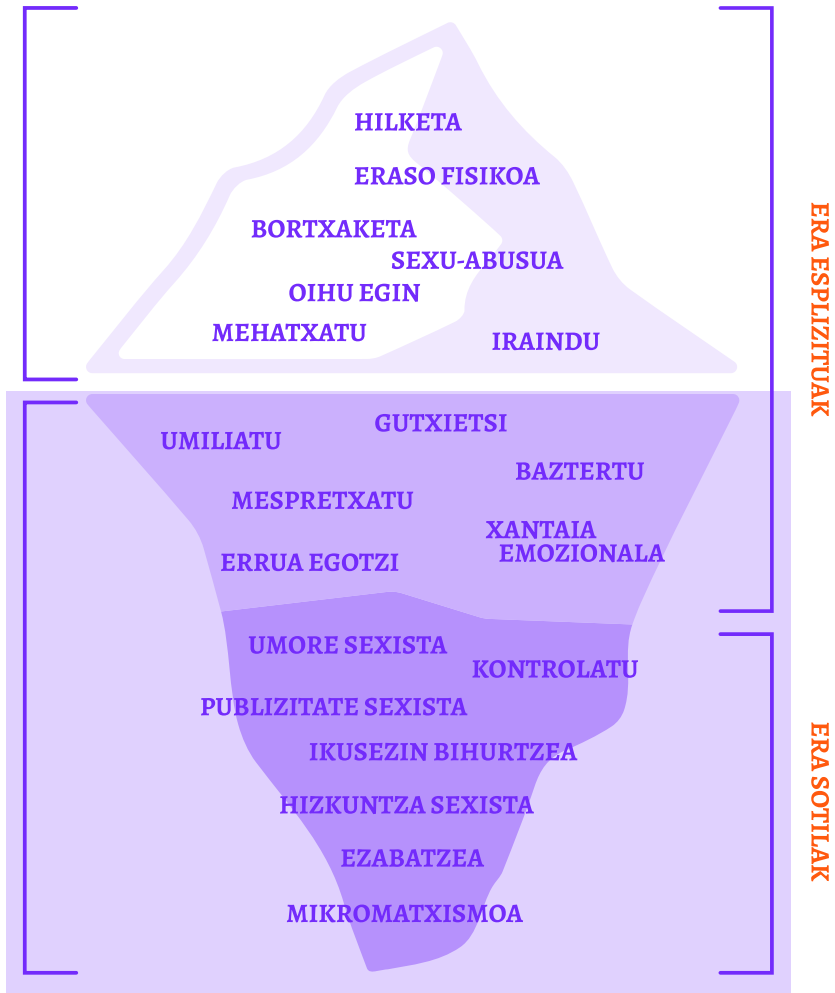 HILKETA
ERASO FISIKOA
BORTXAKETA
SEXU-ABUSUA
OIHU EGIN
MEHATXATU
IRAINDU
ERA ESPLIZITUAK
GUTXIETSI
UMILIATU
BAZTERTU
MESPRETXATU
XANTAIA
EMOZIONALA
ERRUA EGOTZI
UMORE SEXISTA
KONTROLATU
PUBLIZITATE SEXISTA
IKUSEZIN BIHURTZEA
HIZKUNTZA SEXISTA
EZABATZEA
MIKROMATXISMOA
ERA SOTILAK